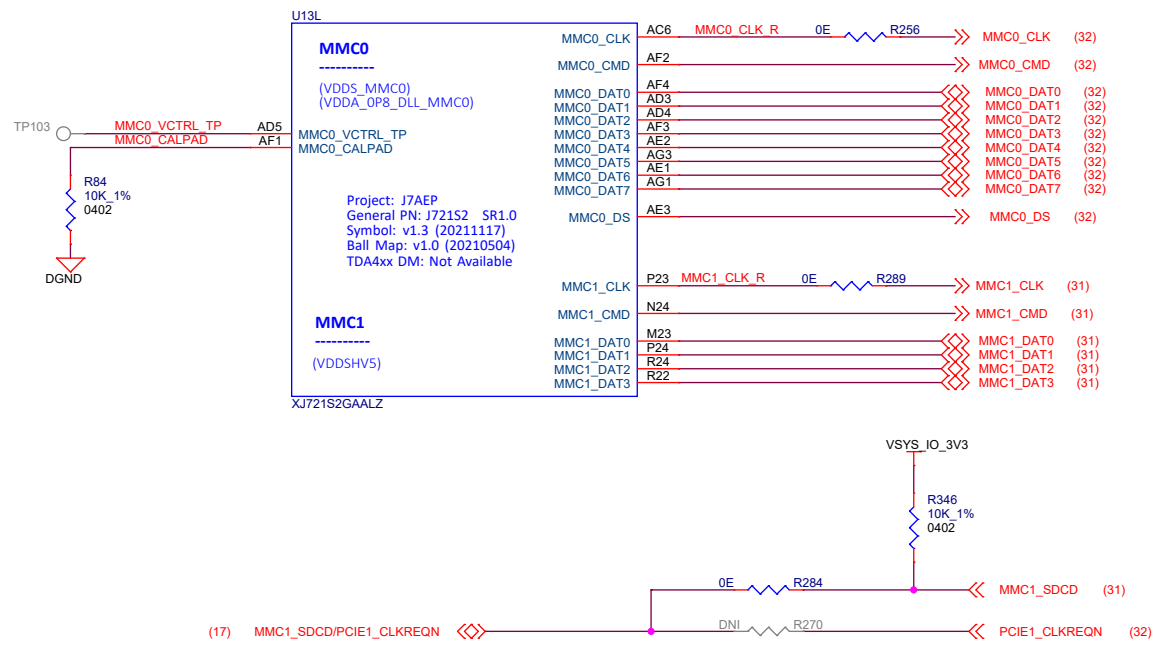 U13L
MMC0
----------
(VDDS_MMC0)
(VDDA_0P8_DLL_MMC0)
MMC0_CLK AC6 MMC0_CLK_R 0E R256 MMC0_CLK (32)
MMC0_CMD AF2 MMC0_CMD (32)
MMC0_DAT0 AF4 MMC0_DAT0 (32)
MMC0_DAT1 AD3 MMC0_DAT1 (32)
MMC0_DAT2 AD4 MMC0_DAT2 (32)
MMC0_DAT3 AF3 MMC0_DAT3 (32)
MMC0_DAT4 AE2 MMC0_DAT4 (32)
MMC0_DAT5 AG3 MMC0_DAT5 (32)
MMC0_DAT6 AE1 MMC0_DAT6 (32)
MMC0_DAT7 AG1 MMC0_DAT7 (32)
MMC0_DS AE3 MMC0_DS (32)
TP103 MMC0_VCTRL_TP AD5 MMC0_VCTRL_TP
MMC0_CALPAD AF1 MMC0_CALPAD
R84
10K_1%
0402
DGND
Project: J7AEP
General PN: J721S2 SR1.0
Symbol: v1.3 (20211117)
Ball Map: v1.0 (20210504)
TDA4xx DM: Not Available
MMC1
----------
(VDDSHV5)
MMC1_CLK P23 MMC1_CLK_R 0E R289 MMC1_CLK (31)
MMC1_CMD N24 MMC1_CMD (31)
MMC1_DAT0 M23 MMC1_DAT0 (31)
MMC1_DAT1 P24 MMC1_DAT1 (31)
MMC1_DAT2 R24 MMC1_DAT2 (31)
MMC1_DAT3 R22 MMC1_DAT3 (31)
XJ721S2GAALZ
VSYS_IO_3V3
R346
10K_1%
0402
0E R284 MMC1_SDCD (31)
(17) MMC1_SDCD/PCIE1_CLKREQN DNI R270 PCIE1_CLKREQN (32)